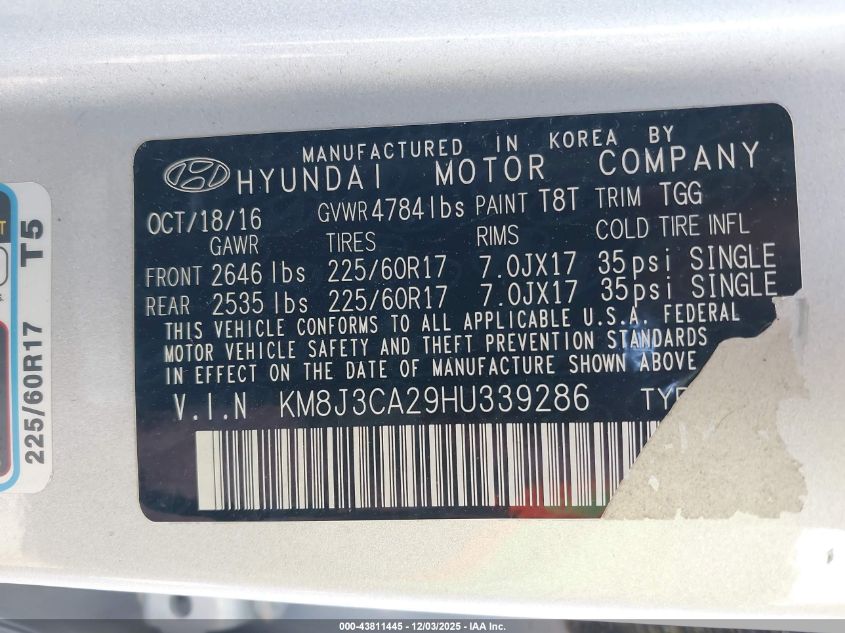 MANUFACTURED IN KOREA BY
HYUNDAI MOTOR COMPANY
OCT/18/16 GVWR 4784 lbs PAINT T8T TRIM TGG
GAWR TIRES RIMS COLD TIRE INFL
FRONT 2646 lbs 225/60R17 7.0JX17 35psi SINGLE
REAR 2535 lbs 225/60R17 7.0JX17 35psi SINGLE
THIS VEHICLE CONFORMS TO ALL APPLICABLE U.S.A. FEDERAL
MOTOR VEHICLE SAFETY AND THEFT PREVENTION STANDARDS
IN EFFECT ON THE DATE OF MANUFACTURE SHOWN ABOVE
V.I.N KM8J3CA29HU339286
225/60R17 T5
000-43811445 - 12/03/2025 - IAA Inc.